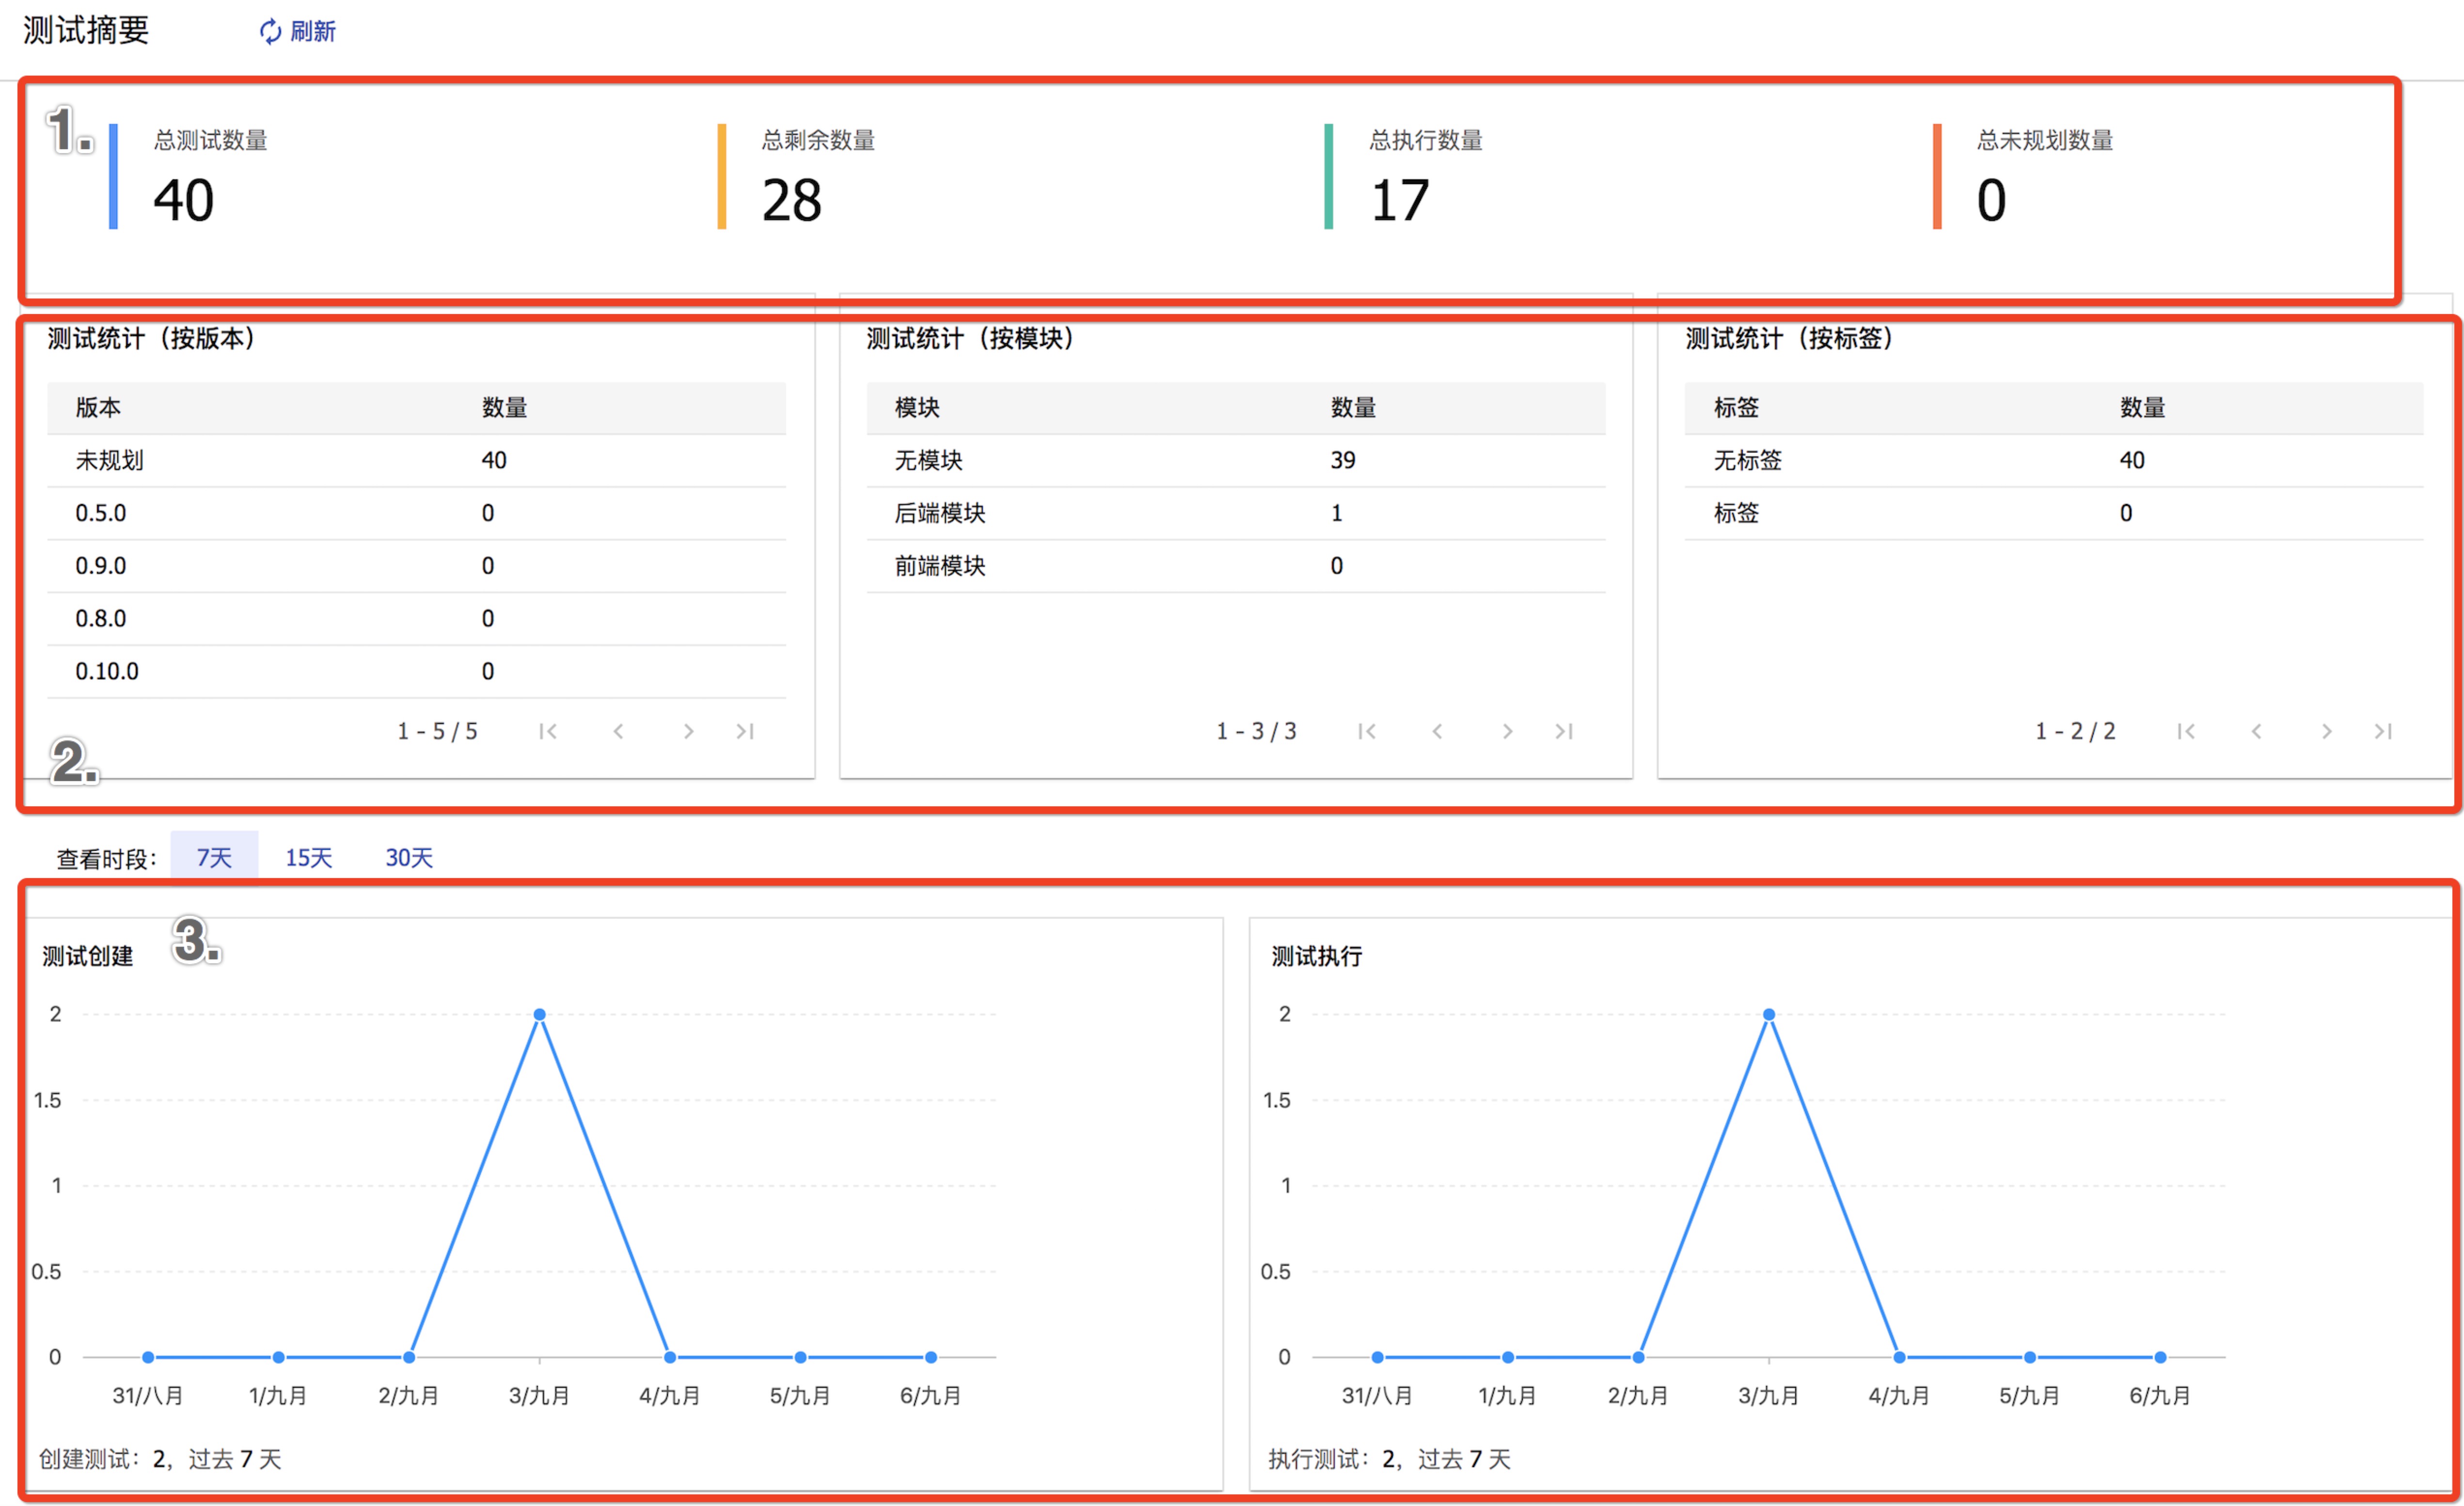 测试摘要 刷新
1.
总测试数量 总剩余数量 总执行数量 总未规划数量
40 28 17 0
测试统计（按版本）
版本 数量
未规划 40
0.5.0 0
0.9.0 0
0.8.0 0
0.10.0 0
1 - 5 / 5
测试统计（按模块）
模块 数量
无模块 39
后端模块 1
前端模块 0
1 - 3 / 3
测试统计（按标签）
标签 数量
无标签 40
标签 0
1 - 2 / 2
2.
查看时段： 7天 15天 30天
3.
测试创建
2
1.5
1
0.5
0
31/八月 1/九月 2/九月 3/九月 4/九月 5/九月 6/九月
创建测试：2，过去 7 天
测试执行
2
1.5
1
0.5
0
31/八月 1/九月 2/九月 3/九月 4/九月 5/九月 6/九月
执行测试：2，过去 7 天